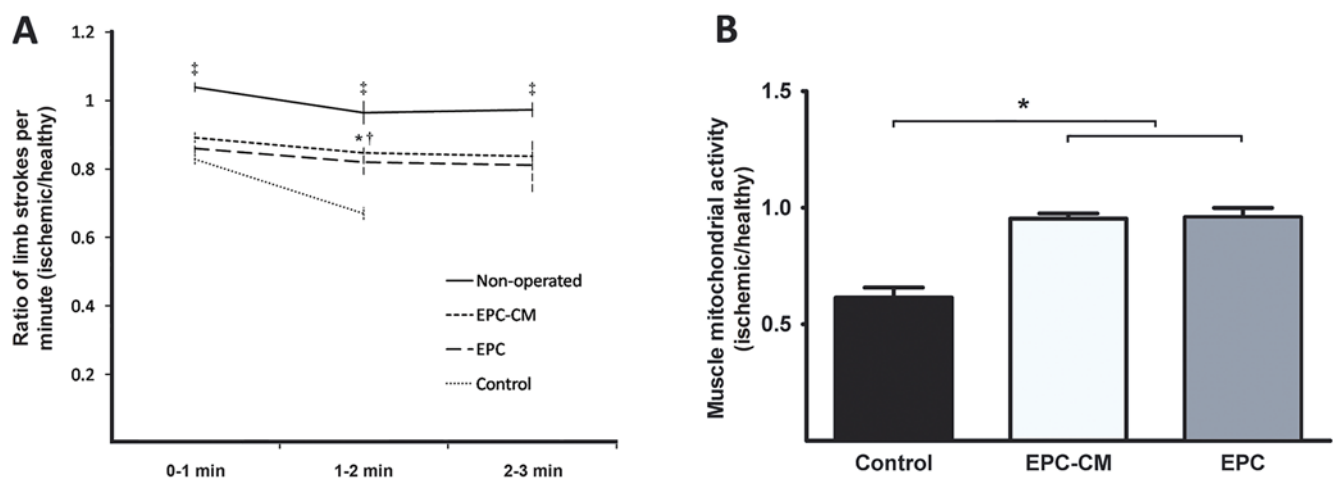 A
Ratio of limb strokes per
minute (ischemic/healthy)
1.2
1
0.8
0.6
0.4
0.2
‡
‡
‡
* †
Non-operated
EPC-CM
EPC
Control
0-1 min
1-2 min
2-3 min
B
Muscle mitochondrial activity
(ischemic/healthy)
1.5
1.0
0.5
*
Control
EPC-CM
EPC